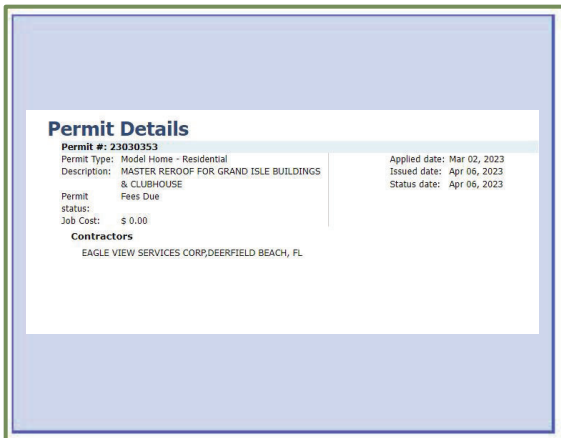 Permit Details
Permit #: 23030353
Permit Type: Model Home - Residential
Applied date: Mar 02, 2023
Description: MASTER REROOF FOR GRAND ISLE BUILDINGS
Issued date: Apr 06, 2023
& CLUBHOUSE
Status date: Apr 06, 2023
Permit Fees Due
status:
Job Cost: $ 0.00
Contractors
EAGLE VIEW SERVICES CORP,DEERFIELD BEACH, FL